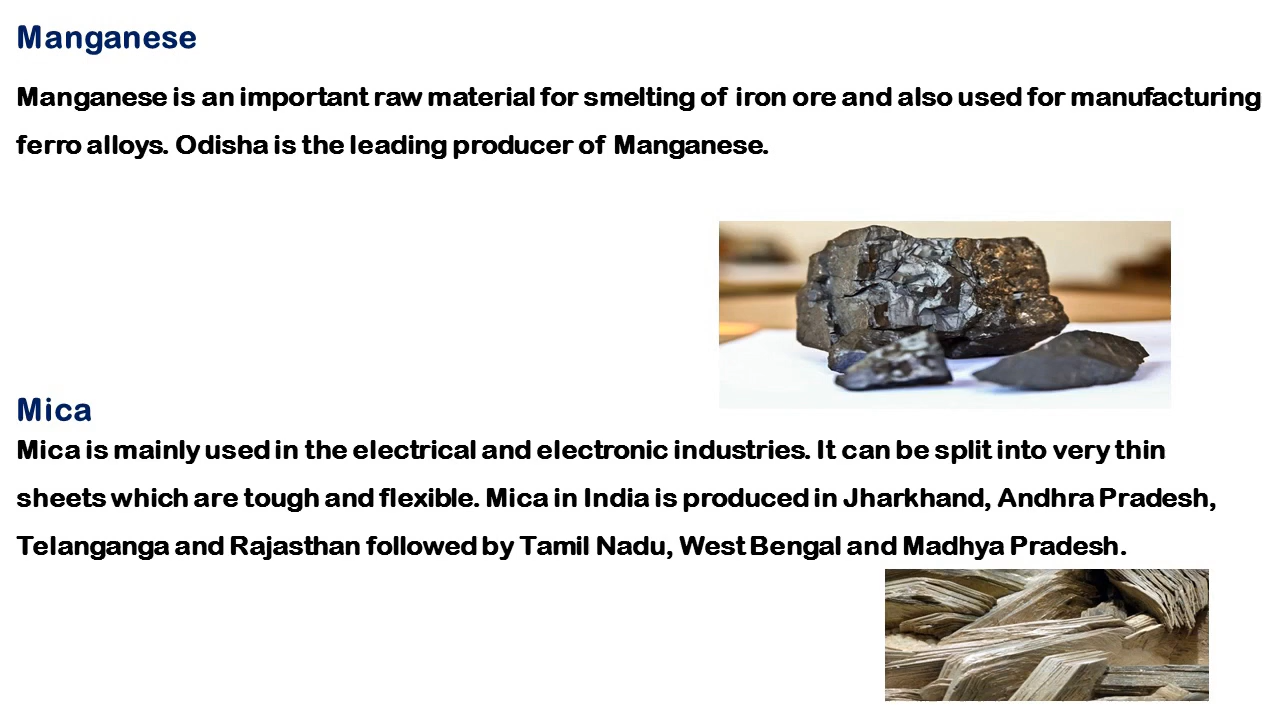 Manganese
Manganese is an important raw material for smelting of iron ore and also used for manufacturing
ferro alloys. Odisha is the leading producer of Manganese.
Mica
Mica is mainly used in the electrical and electronic industries. It can be split into very thin
sheets which are tough and flexible. Mica in India is produced in Jharkhand, Andhra Pradesh,
Telanganga and Rajasthan followed by Tamil Nadu, West Bengal and Madhya Pradesh.